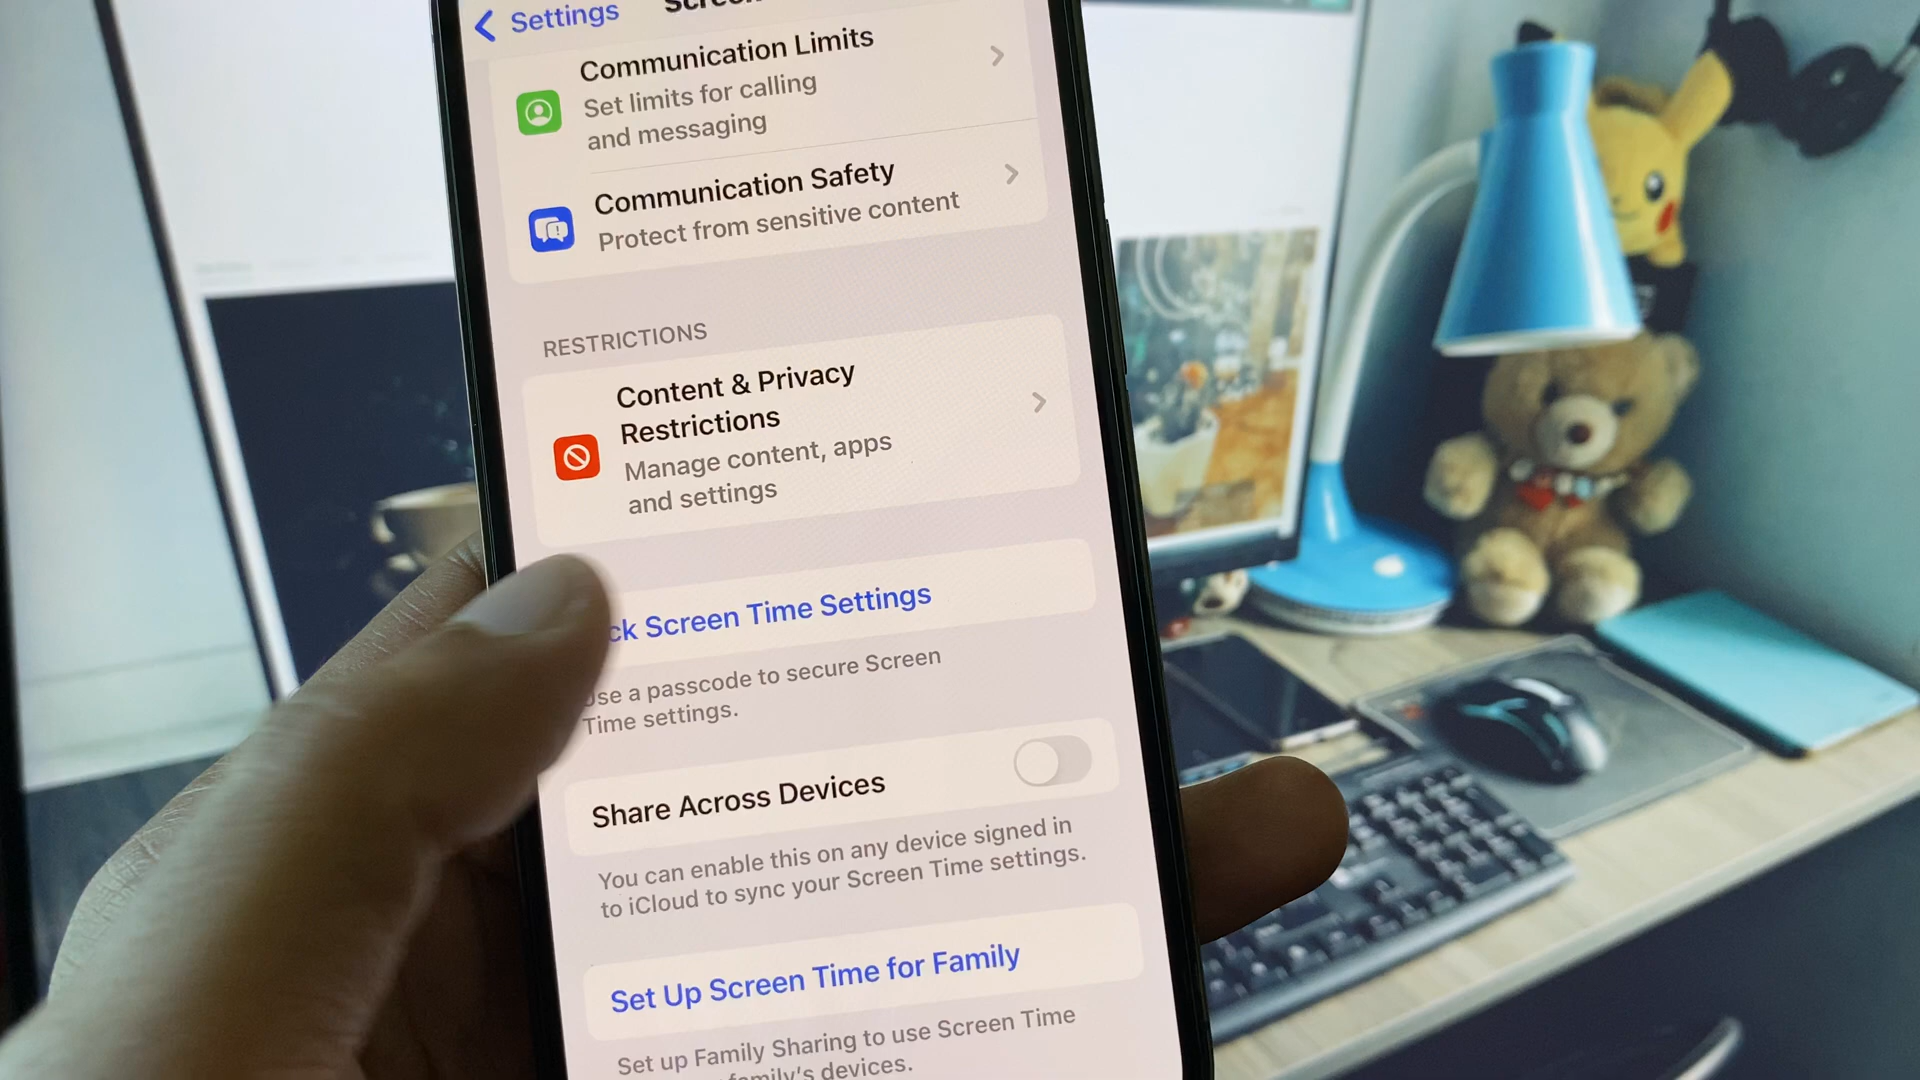 Settings
Communication Limits
Set limits for calling
and messaging
Communication Safety
Protect from sensitive content
RESTRICTIONS
Content & Privacy
Restrictions
Manage content, apps
and settings
ck Screen Time Settings
Use a passcode to secure Screen
Time settings.
Share Across Devices
You can enable this on any device signed in
to iCloud to sync your Screen Time settings.
Set Up Screen Time for Family
Set up Family Sharing to use Screen Time
family's devices.